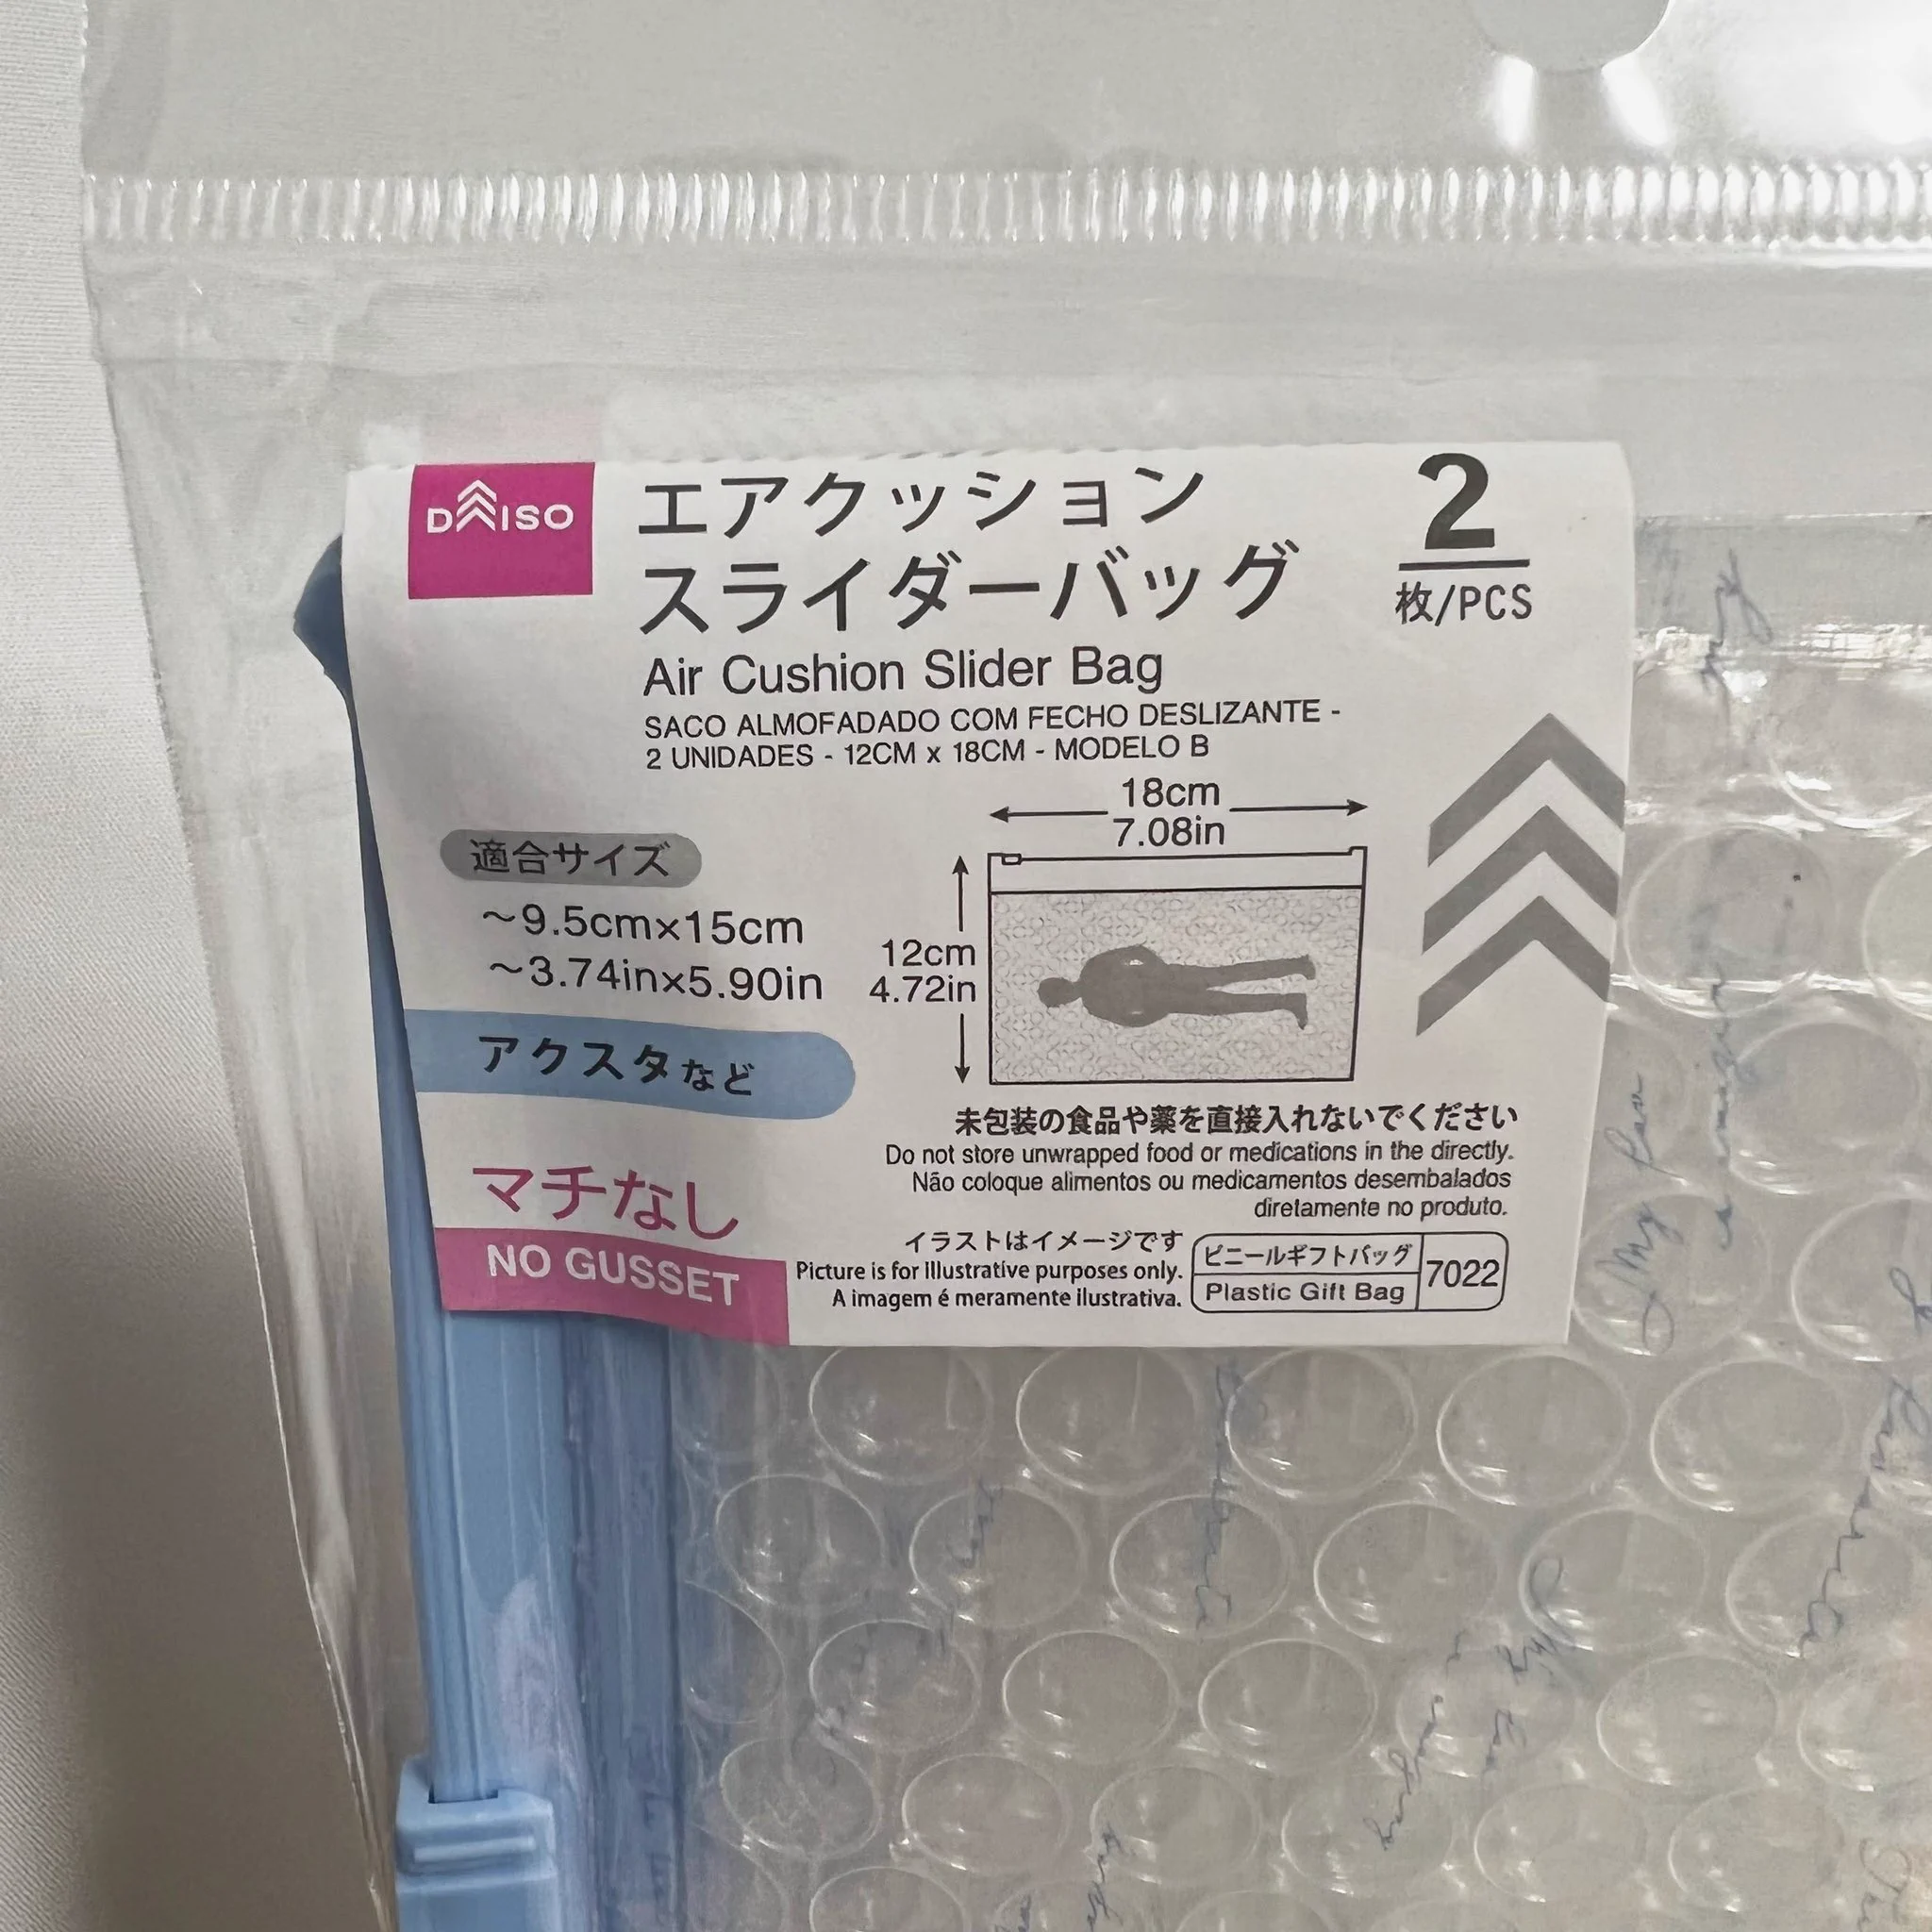 DAISO
エアクッション
スライダーバッグ
2
枚/PCS
Air Cushion Slider Bag
SACO ALMOFADADO COM FECHO DESLIZANTE -
2 UNIDADES - 12CM x 18CM - MODELO B
18cm
7.08in
適合サイズ
~9.5cm×15cm
~3.74in×5.90in
12cm
4.72in
アクスタなど
未包装の食品や薬を直接入れないでください
Do not store unwrapped food or medications in the directly.
Não coloque alimentos ou medicamentos desembalados
diretamente no produto.
マチなし
NO GUSSET
イラストはイメージです
Picture is for Illustrative purposes only.
A imagem é meramente ilustrativa.
ビニールギフトバッグ
Plastic Gift Bag
7022